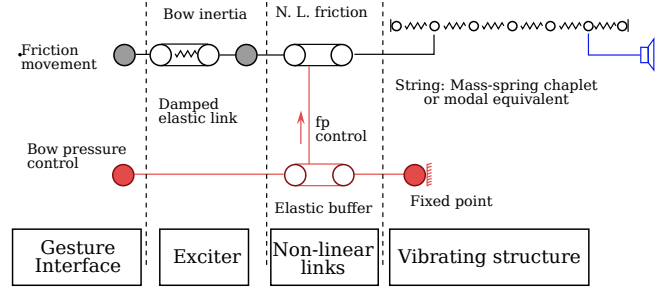 Bow inertia
N. L. friction
Friction
movement
String: Mass-spring chaplet
or modal equivalent
Damped
elastic link
fp
control
Bow pressure
control
Fixed point
Elastic buffer
Gesture
Interface
Exciter
Non-linear
links
Vibrating structure